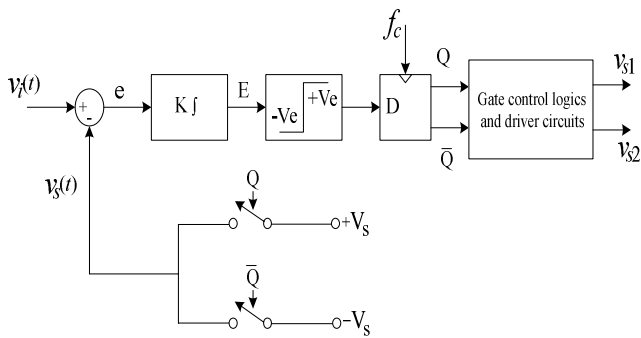 f_c
v_i(t)
+
-
e
K∫
E
+Ve
-Ve
D
Q
Q̅
Gate control logics
and driver circuits
v_s1
v_s2
v_s(t)
Q
+V_s
Q̅
-V_s